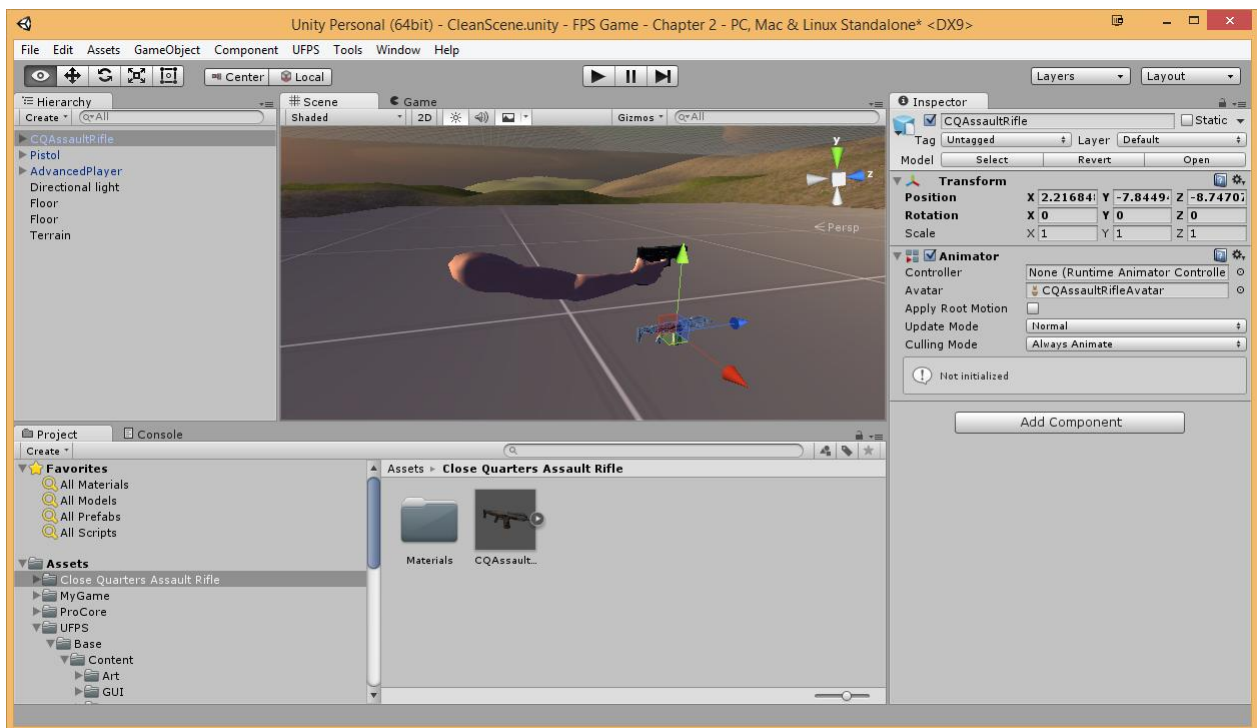 Unity Personal (64bit) - CleanScene.unity - FPS Game - Chapter 2 - PC, Mac & Linux Standalone* <DX9>
File Edit Assets GameObject Component UFPS Tools Window Help
Center Local
Layers Layout
Hierarchy
Create All
CQAssaultRifle
Pistol
AdvancedPlayer
Directional light
Floor
Floor
Terrain
Scene Game
Shaded 2D Gizmos All
y
z
Persp
Inspector
CQAssaultRifle Static
Tag Untagged Layer Default
Model Select Revert Open
Transform
Position X 2.21684 Y -7.8449 Z -8.74707
Rotation X 0 Y 0 Z 0
Scale X 1 Y 1 Z 1
Animator
Controller None (Runtime Animator Controlle
Avatar CQAssaultRifleAvatar
Apply Root Motion
Update Mode Normal
Culling Mode Always Animate
Not initialized
Add Component
Project Console
Create
Favorites
All Materials
All Models
All Prefabs
All Scripts
Assets
Close Quarters Assault Rifle
MyGame
ProCore
UFPS
Base
Content
Art
GUI
Assets Close Quarters Assault Rifle
Materials CQAssault...